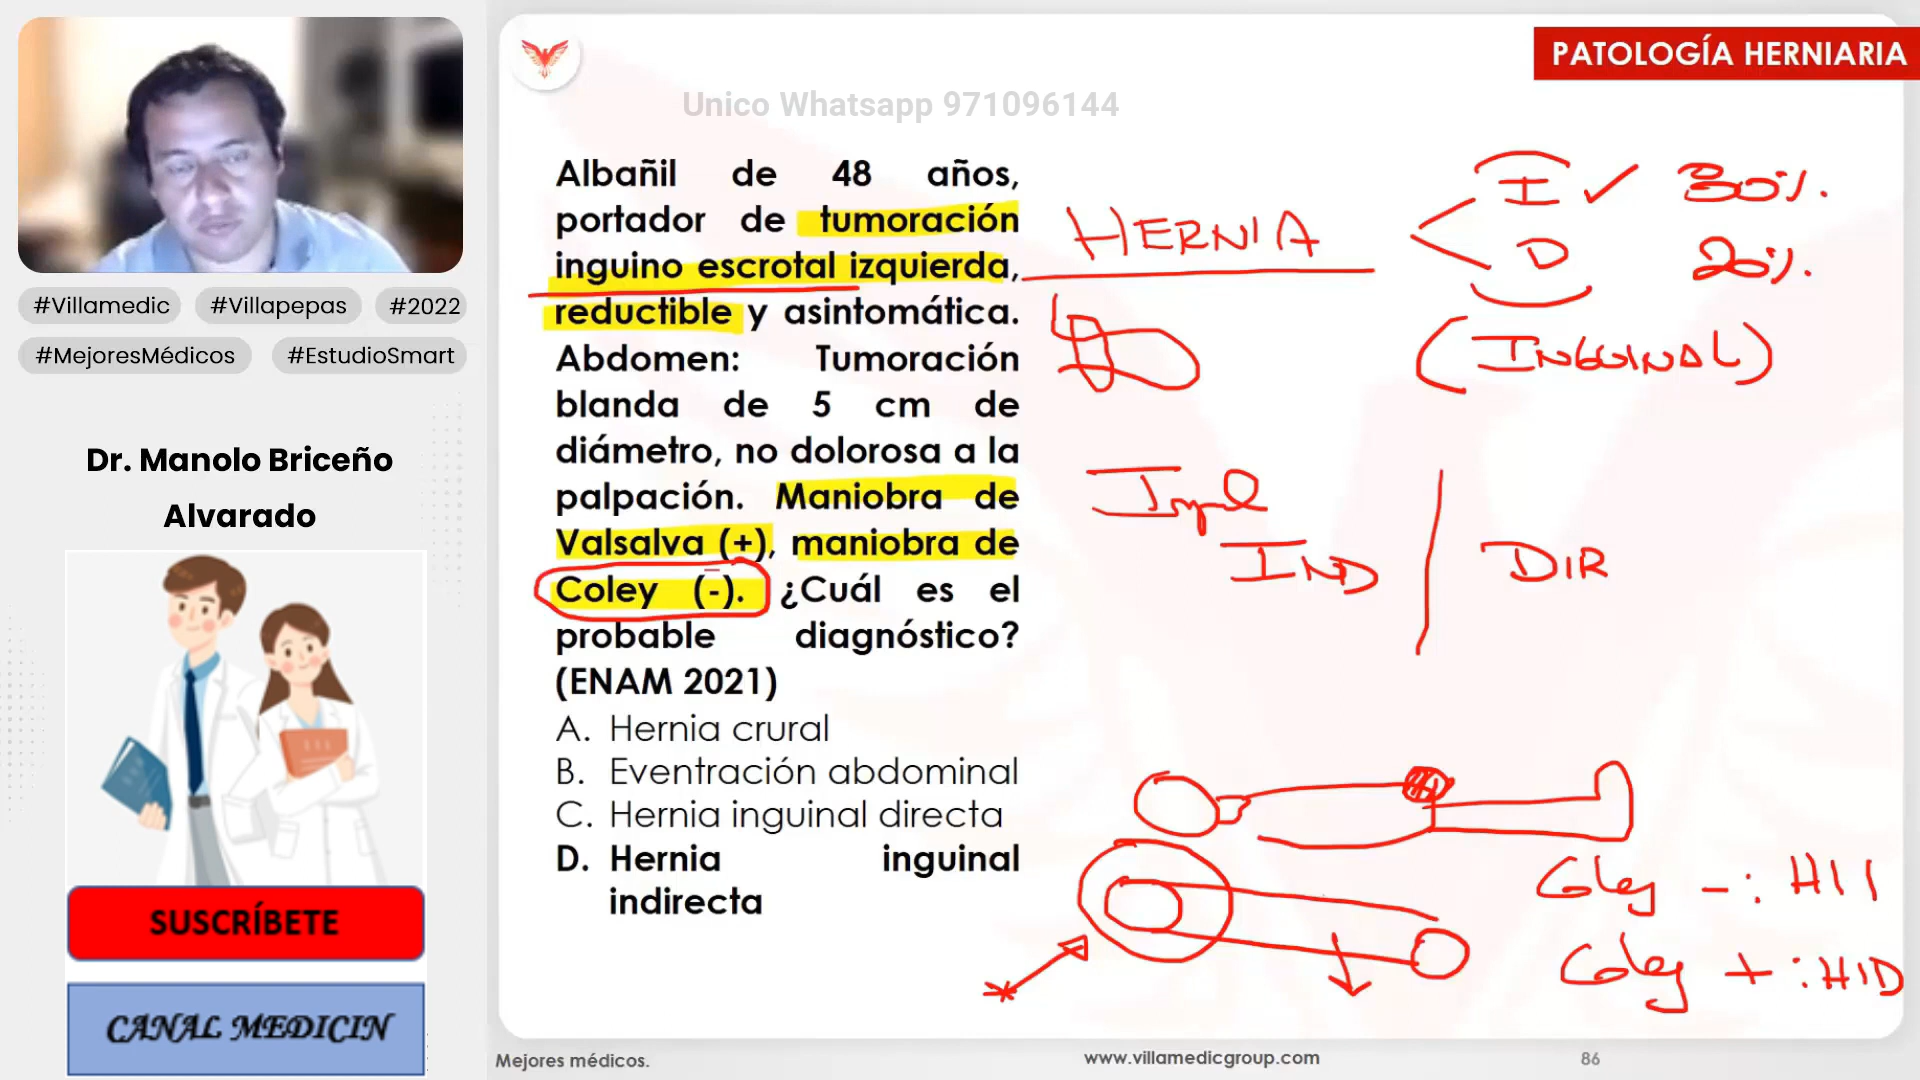 PATOLOGÍA HERNIARIA
Unico Whatsapp 971096144
Albañil de 48 años,
portador de tumoración
inguino escrotal izquierda,
reductible y asintomática.
Abdomen: Tumoración
blanda de 5 cm de
diámetro, no dolorosa a la
palpación. Maniobra de
Valsalva (+), maniobra de
Coley (-). ¿Cuál es el
probable diagnóstico?
(ENAM 2021)
A. Hernia crural
B. Eventración abdominal
C. Hernia inguinal directa
D. Hernia inguinal
indirecta
HERNIA
I ✓ 30%.
D 20%.
(INGUINAL)
IND
DIR
Coley - : HII
Coley + : HID
#Villamedic #Villapepas #2022
#MejoresMédicos #EstudioSmart
Dr. Manolo Briceño
Alvarado
SUSCRÍBETE
CANAL MEDICIN
Mejores médicos.
www.villamedicgroup.com
86